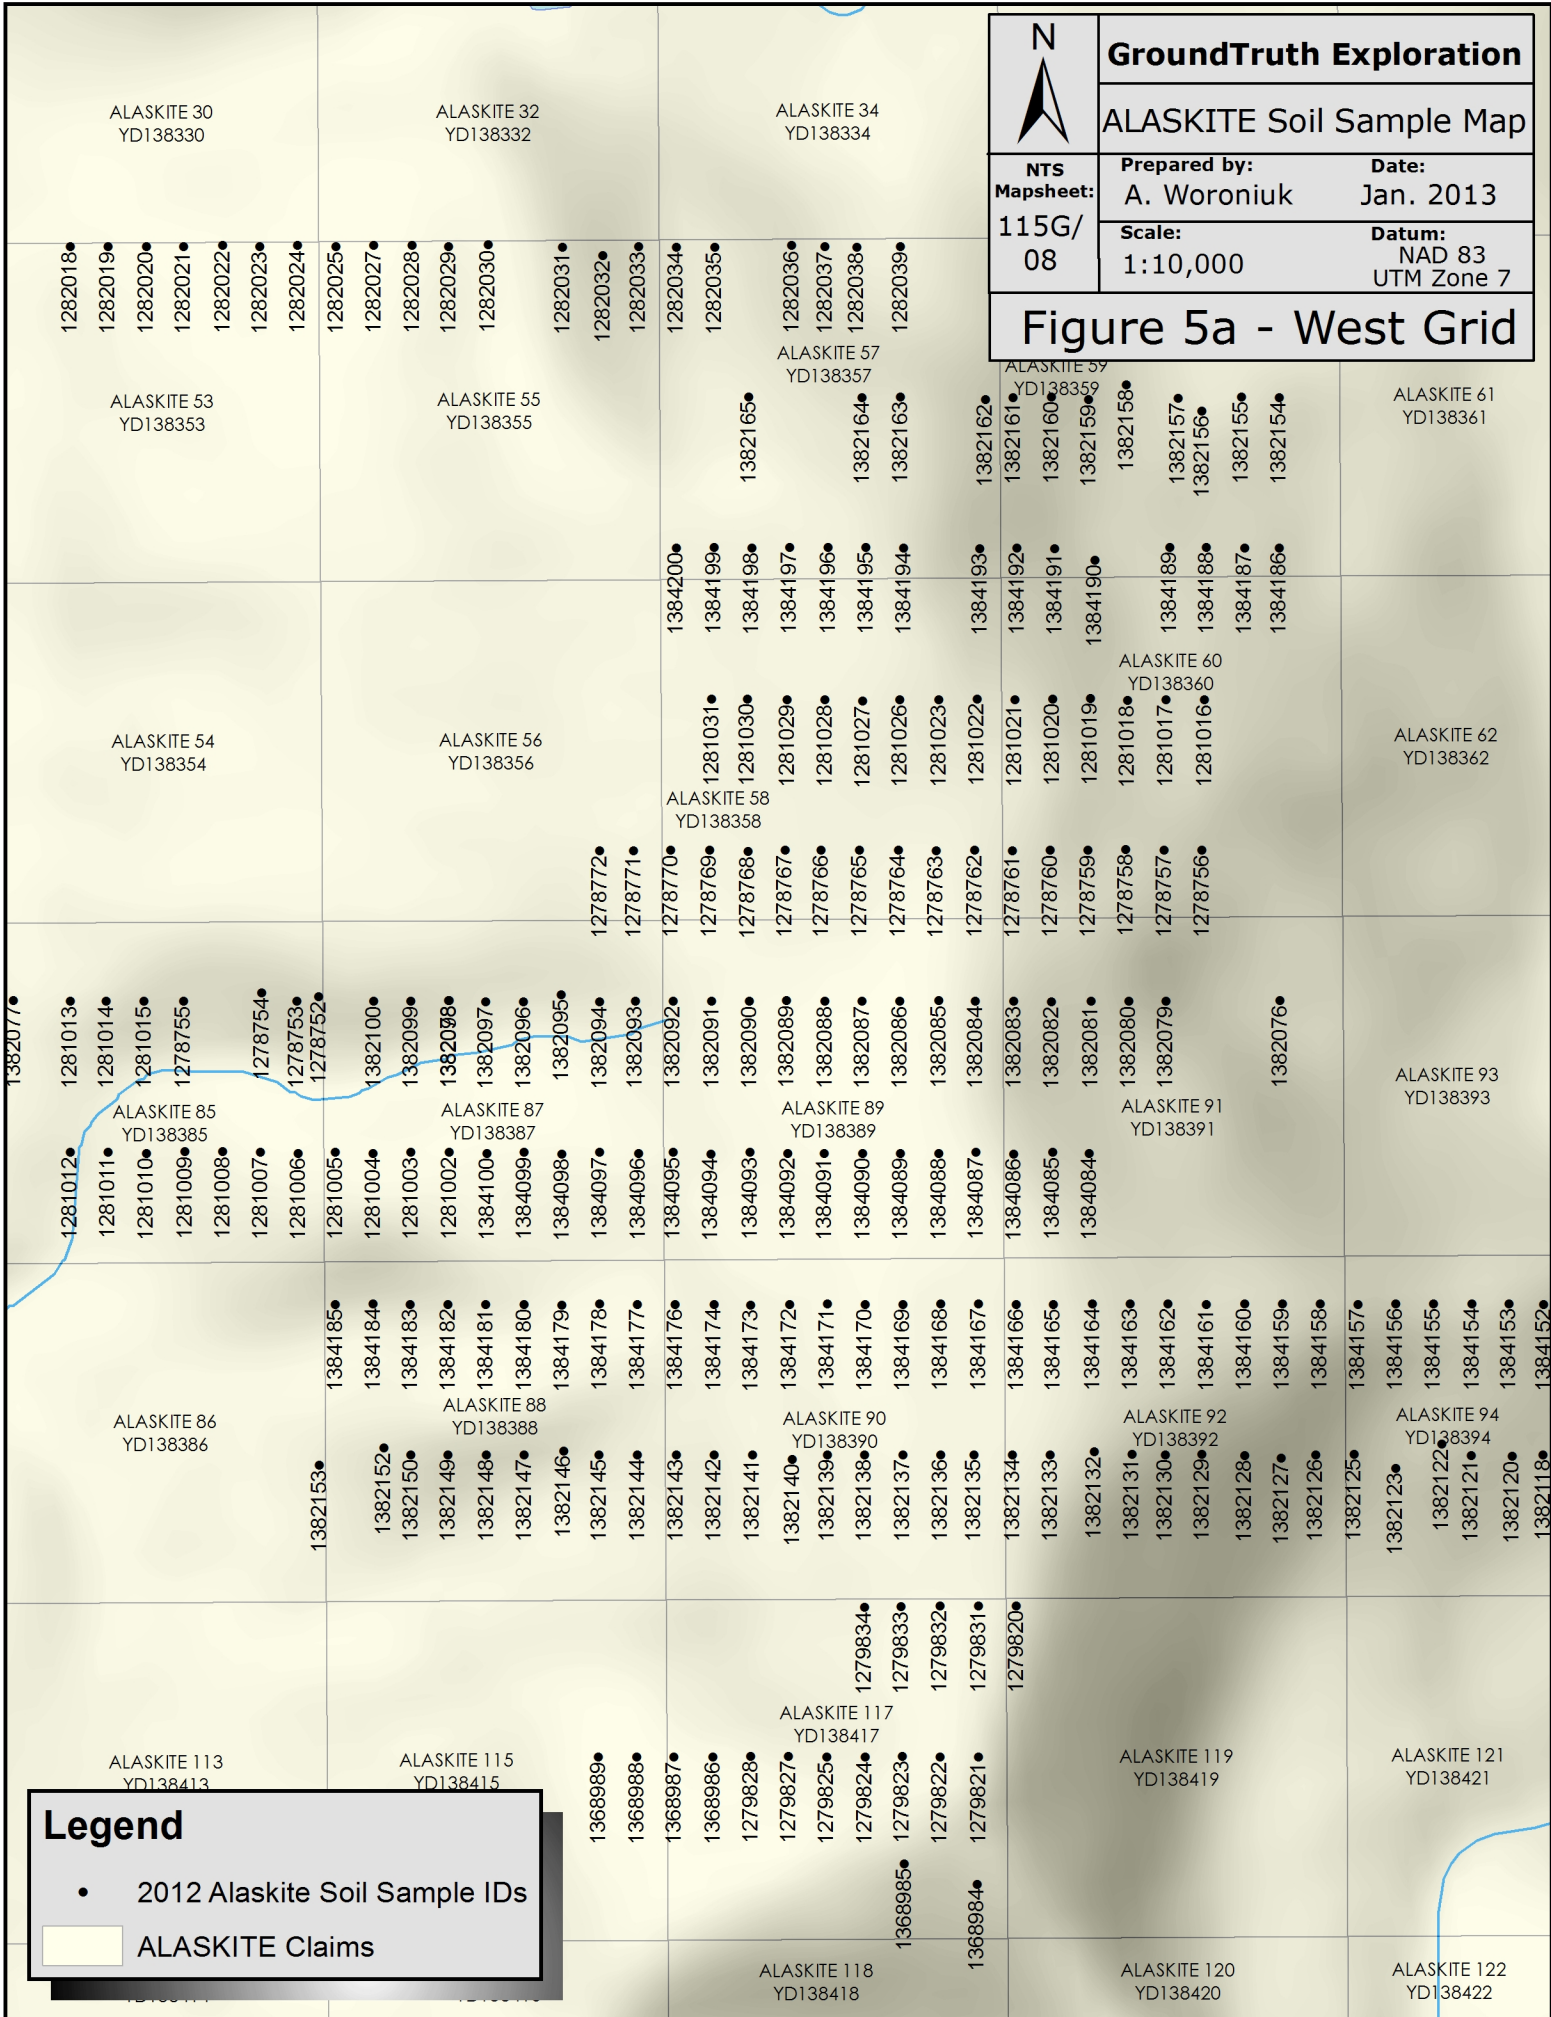 N
GroundTruth Exploration
ALASKITE Soil Sample Map
NTS
Mapsheet:
115G/
08
Prepared by:
A. Woroniuk
Date:
Jan. 2013
Scale:
1:10,000
Datum:
NAD 83
UTM Zone 7
Figure 5a - West Grid
ALASKITE 30
YD138330
ALASKITE 32
YD138332
ALASKITE 34
YD138334
1282018
1282019
1282020
1282021
1282022
1282023
1282024
1282025
1282027
1282028
1282029
1282030
1282031
1282032
1282033
1282034
1282035
1282036
1282037
1282038
1282039
ALASKITE 53
YD138353
ALASKITE 55
YD138355
ALASKITE 57
YD138357
ALASKITE 59
YD138359
ALASKITE 61
YD138361
1382165
1382164
1382163
1382162
1382161
1382160
1382159
1382158
1382157
1382156
1382155
1382154
1384200
1384199
1384198
1384197
1384196
1384195
1384194
1384193
1384192
1384191
1384190
1384189
1384188
1384187
1384186
ALASKITE 54
YD138354
ALASKITE 56
YD138356
ALASKITE 58
YD138358
ALASKITE 60
YD138360
ALASKITE 62
YD138362
1281031
1281030
1281029
1281028
1281027
1281026
1281023
1281022
1281021
1281020
1281019
1281018
1281017
1281016
1278772
1278771
1278770
1278769
1278768
1278767
1278766
1278765
1278764
1278763
1278762
1278761
1278760
1278759
1278758
1278757
1278756
1382077
1281013
1281014
1281015
1278755
1278754
1278753
1278752
1382100
1382099
1382098
1382097
1382096
1382095
1382094
1382093
1382092
1382091
1382090
1382089
1382088
1382087
1382086
1382085
1382084
1382083
1382082
1382081
1382080
1382079
1382076
ALASKITE 85
YD138385
ALASKITE 87
YD138387
ALASKITE 89
YD138389
ALASKITE 91
YD138391
ALASKITE 93
YD138393
1281012
1281011
1281010
1281009
1281008
1281007
1281006
1281005
1281004
1281003
1281002
1384100
1384099
1384098
1384097
1384096
1384095
1384094
1384093
1384092
1384091
1384090
1384089
1384088
1384087
1384086
1384085
1384084
1384185
1384184
1384183
1384182
1384181
1384180
1384179
1384178
1384177
1384176
1384174
1384173
1384172
1384171
1384170
1384169
1384168
1384167
1384166
1384165
1384164
1384163
1384162
1384161
1384160
1384159
1384158
1384157
1384156
1384155
1384154
1384153
1384152
ALASKITE 86
YD138386
ALASKITE 88
YD138388
ALASKITE 90
YD138390
ALASKITE 92
YD138392
ALASKITE 94
YD138394
1382153
1382152
1382150
1382149
1382148
1382147
1382146
1382145
1382144
1382143
1382142
1382141
1382140
1382139
1382138
1382137
1382136
1382135
1382134
1382133
1382132
1382131
1382130
1382129
1382128
1382127
1382126
1382125
1382123
1382122
1382121
1382120
1382118
1279834
1279833
1279832
1279831
1279820
ALASKITE 113
YD138413
ALASKITE 115
YD138415
ALASKITE 117
YD138417
ALASKITE 119
YD138419
ALASKITE 121
YD138421
1368989
1368988
1368987
1368986
1279828
1279827
1279825
1279824
1279823
1279822
1279821
1368985
1368984
ALASKITE 118
YD138418
ALASKITE 120
YD138420
ALASKITE 122
YD138422
Legend
2012 Alaskite Soil Sample IDs
ALASKITE Claims